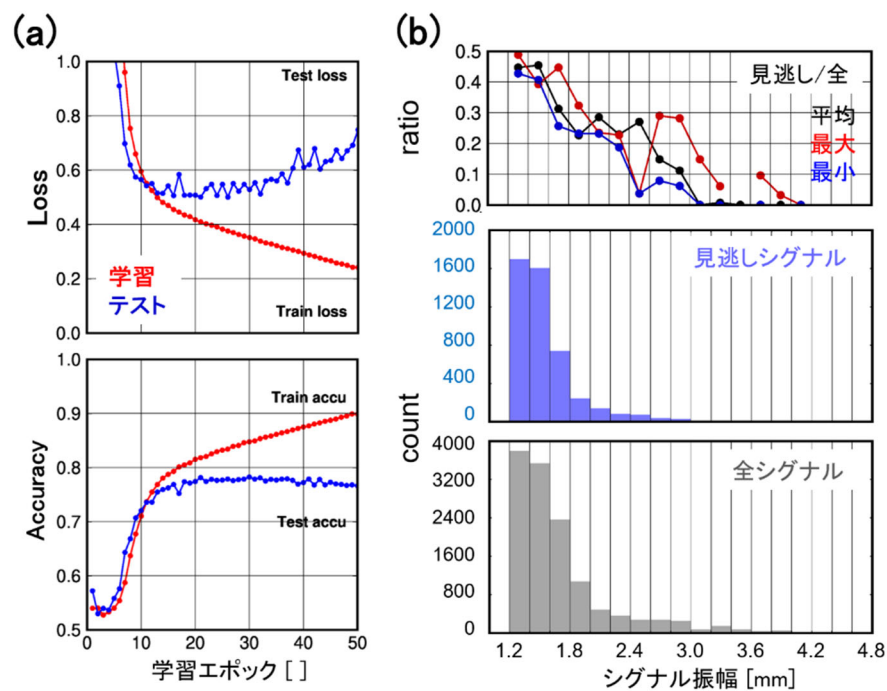 (a)
1.0
0.8
0.6
0.4
0.2
0.0
Loss
Test loss
学習
テスト
Train loss
1.0
0.9
0.8
0.7
0.6
0.5
Accuracy
Train accu
Test accu
0
10
20
30
40
50
学習エポック [ ]
(b)
0.5
0.4
0.3
0.2
0.1
0.0
ratio
見逃し/全
平均
最大
最小
2000
1600
1200
800
400
0
見逃しシグナル
count
4000
3200
2400
1600
800
0
全シグナル
1.2
1.8
2.4
3.0
3.6
4.2
4.8
シグナル振幅 [mm]